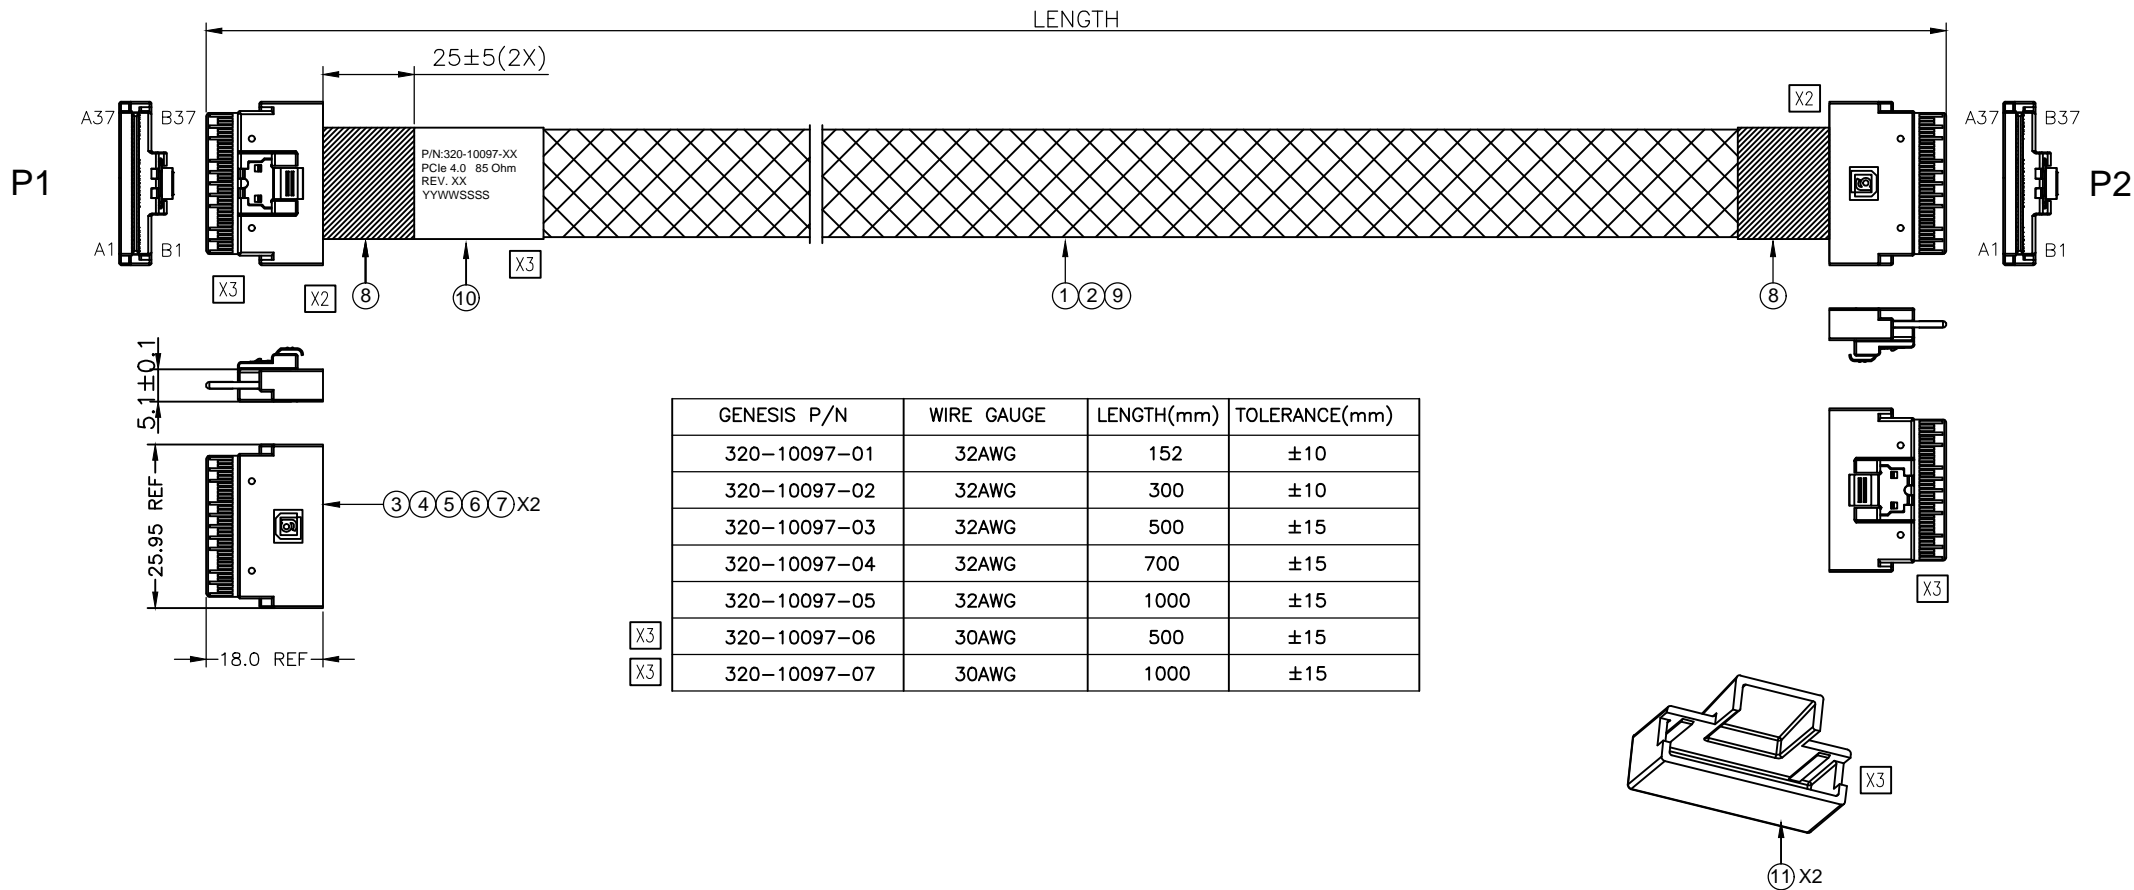 LENGTH
25±5(2X)
X2
A37 B37
A37 B37
P1
P/N:320-10097-XX
PCIe 4.0 85 Ohm
REV. XX
YYWWSSSS
P2
A1 B1
A1 B1
X3
X3
X2
8
10
1 2 9
8
5.1±0.1
GENESIS P/N WIRE GAUGE LENGTH(mm) TOLERANCE(mm)
320-10097-01 32AWG 152 ±10
320-10097-02 32AWG 300 ±10
320-10097-03 32AWG 500 ±15
320-10097-04 32AWG 700 ±15
320-10097-05 32AWG 1000 ±15
X3 320-10097-06 30AWG 500 ±15
X3 320-10097-07 30AWG 1000 ±15
25.95 REF
3 4 5 6 7 X2
18.0 REF
X3
X3
11 X2